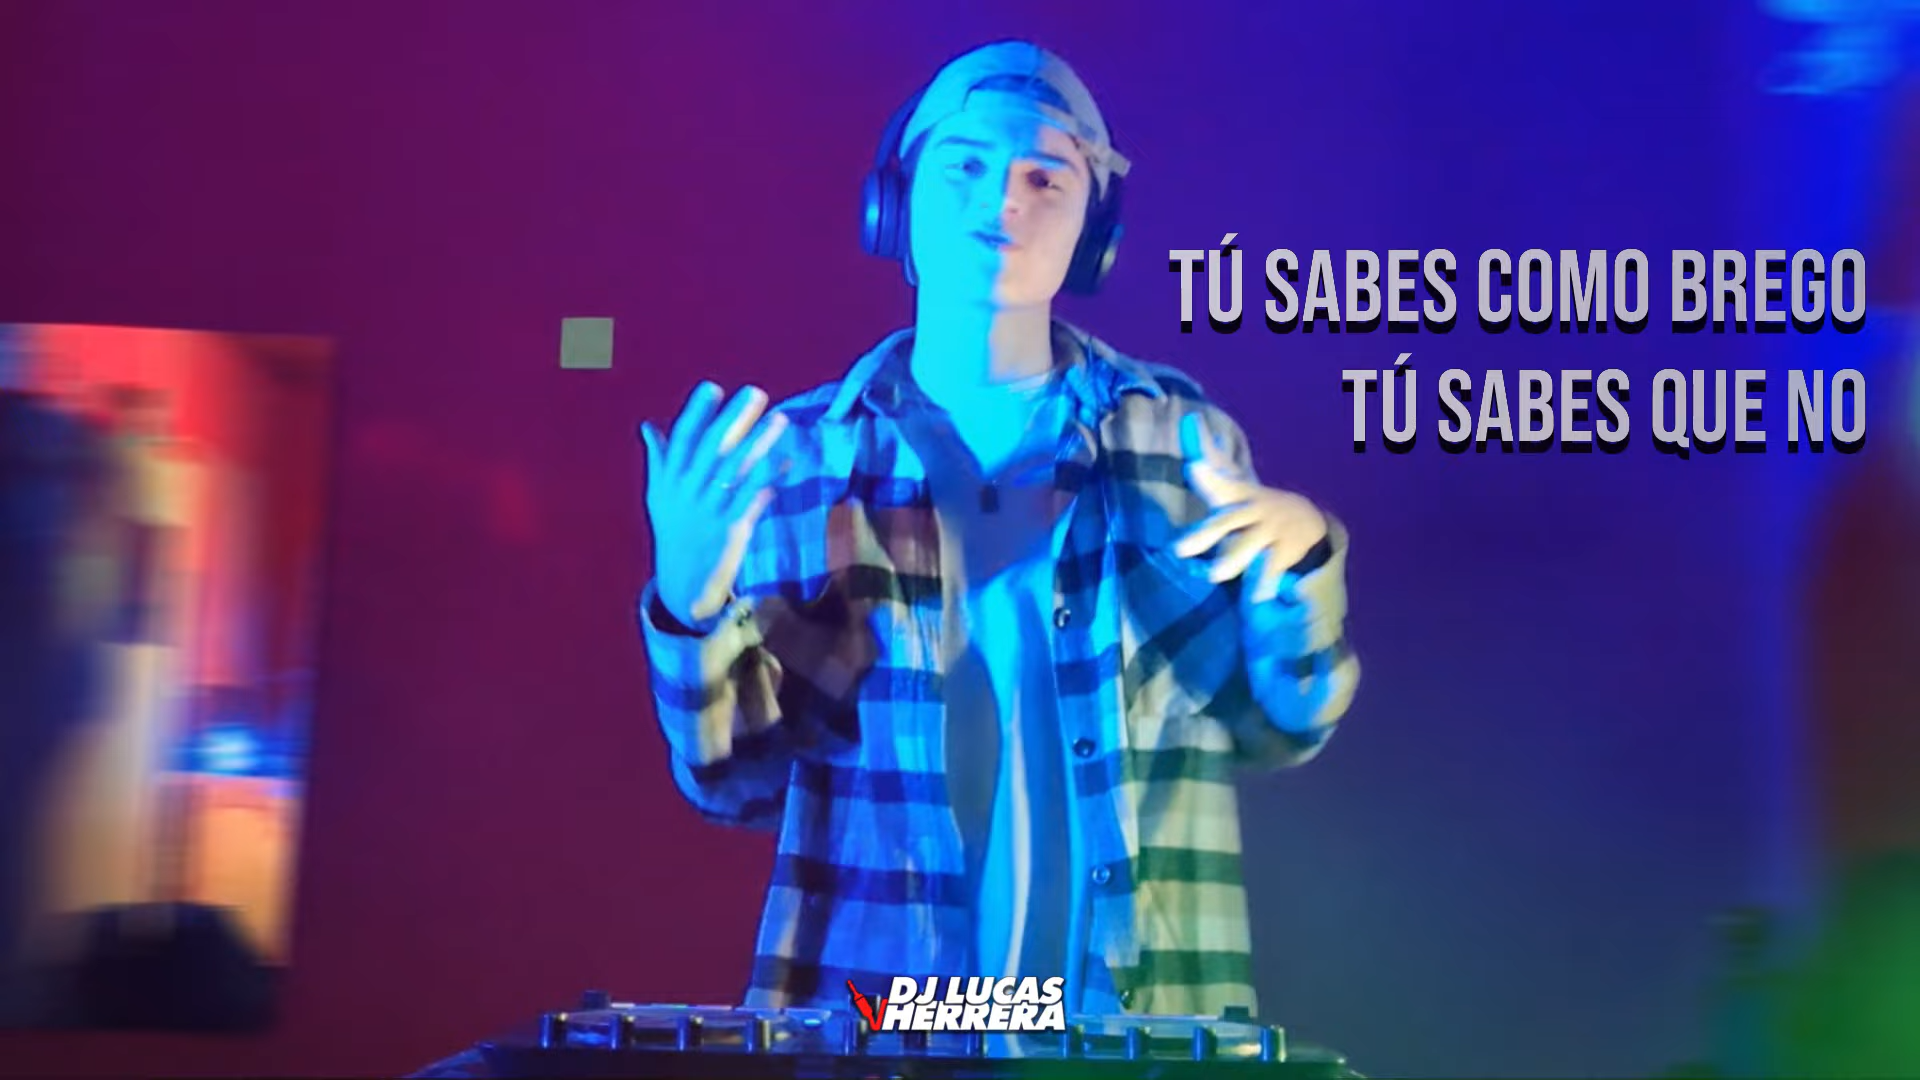 TÚ SABES COMO BREGO
TÚ SABES QUE NO
DJ LUCAS
HERRERA